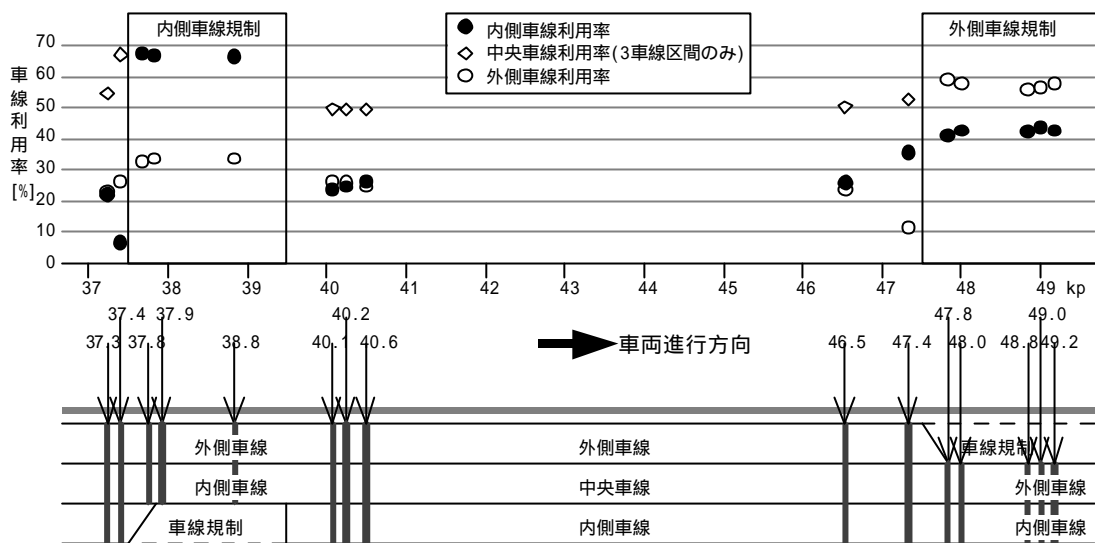 内側車線規制
外側車線規制
内側車線利用率
中央車線利用率(3車線区間のみ)
外側車線利用率
車線利用率
[%]
70
60
50
40
30
20
10
0
37 38 39 40 41 42 43 44 45 46 47 48 49 kp
37.4 37.9 40.2 47.8 49.0
37.3 37.8 38.8 40.1 40.6 車両進行方向 46.5 47.4 48.0 48.8 49.2
外側車線 外側車線 車線規制
内側車線 中央車線 外側車線
車線規制 内側車線 内側車線